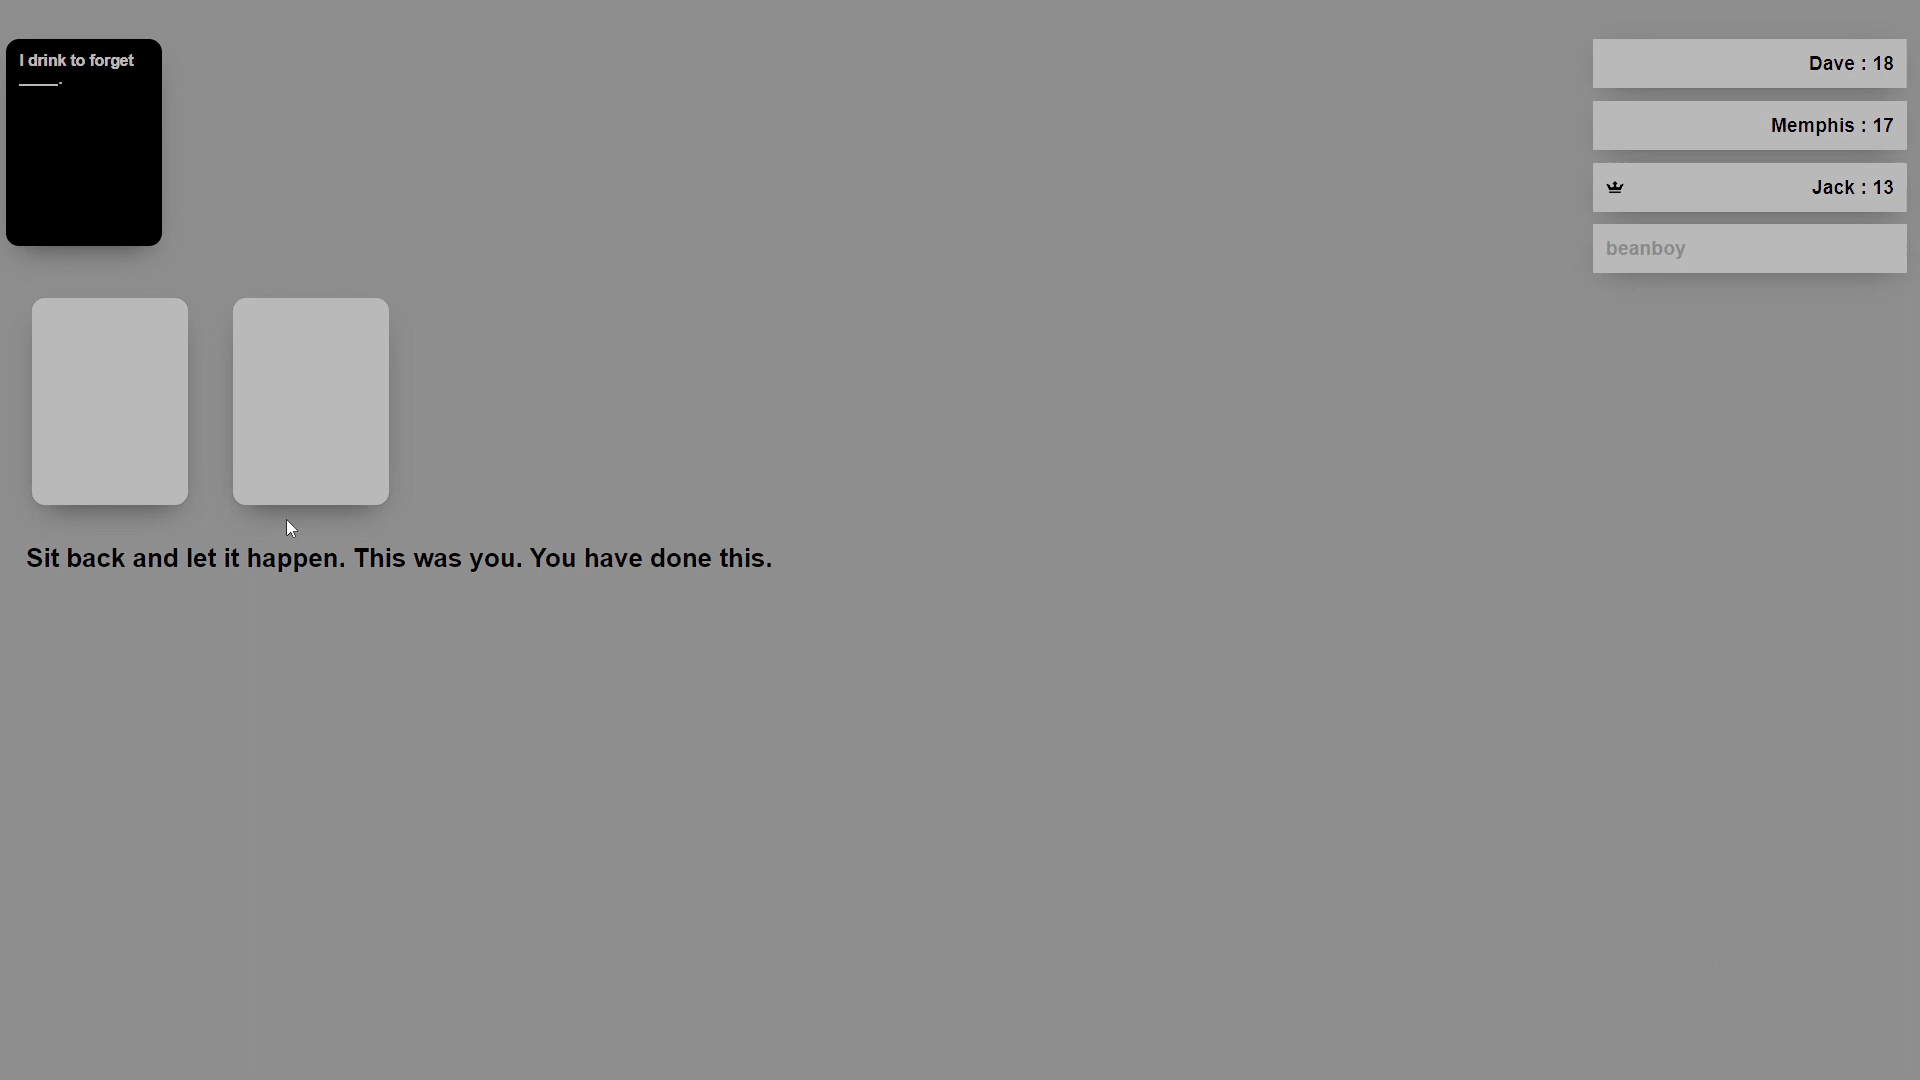 I drink to forget
_____.
Dave : 18
Memphis : 17
Jack : 13
beanboy
Sit back and let it happen. This was you. You have done this.